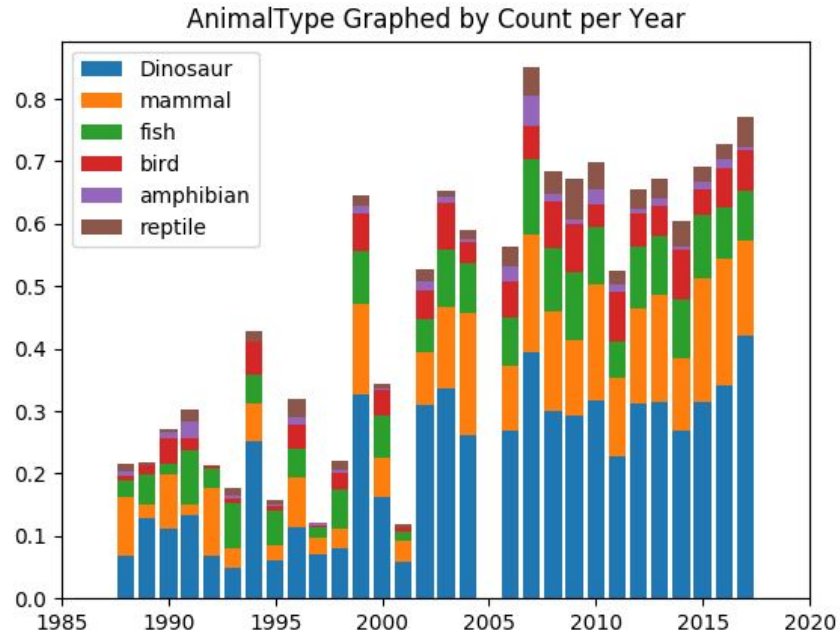 AnimalType Graphed by Count per Year
Dinosaur
mammal
fish
bird
amphibian
reptile
0.8
0.7
0.6
0.5
0.4
0.3
0.2
0.1
0.0
1985 1990 1995 2000 2005 2010 2015 2020